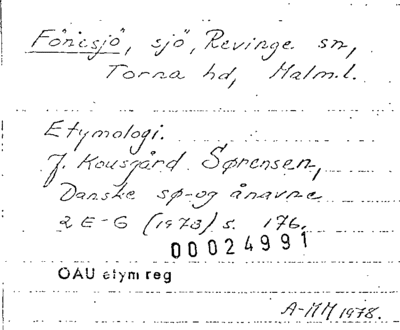 Fönesjö, sjö, Revinge sn,
Torna hd, Malm.l.
Etymologi.
J. Kousgård Sørensen,
Danske sø- og ånavne
2 E-G (1973) s. 176.
00024991
OAU etym reg
A-MM 1978.